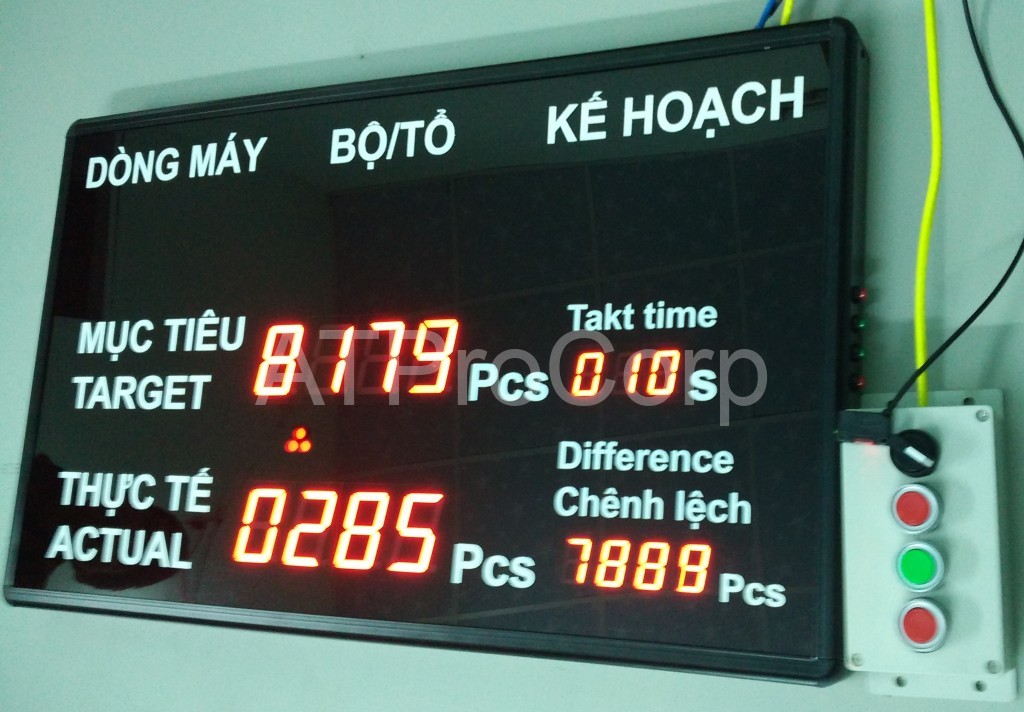 DÒNG MÁY BỘ/TỔ KẾ HOẠCH
MỤC TIÊU
TARGET
8179 Pcs
Takt time
010 s
ATProCorp
THỰC TẾ
ACTUAL
0285 Pcs
Difference
Chênh lệch
Pcs